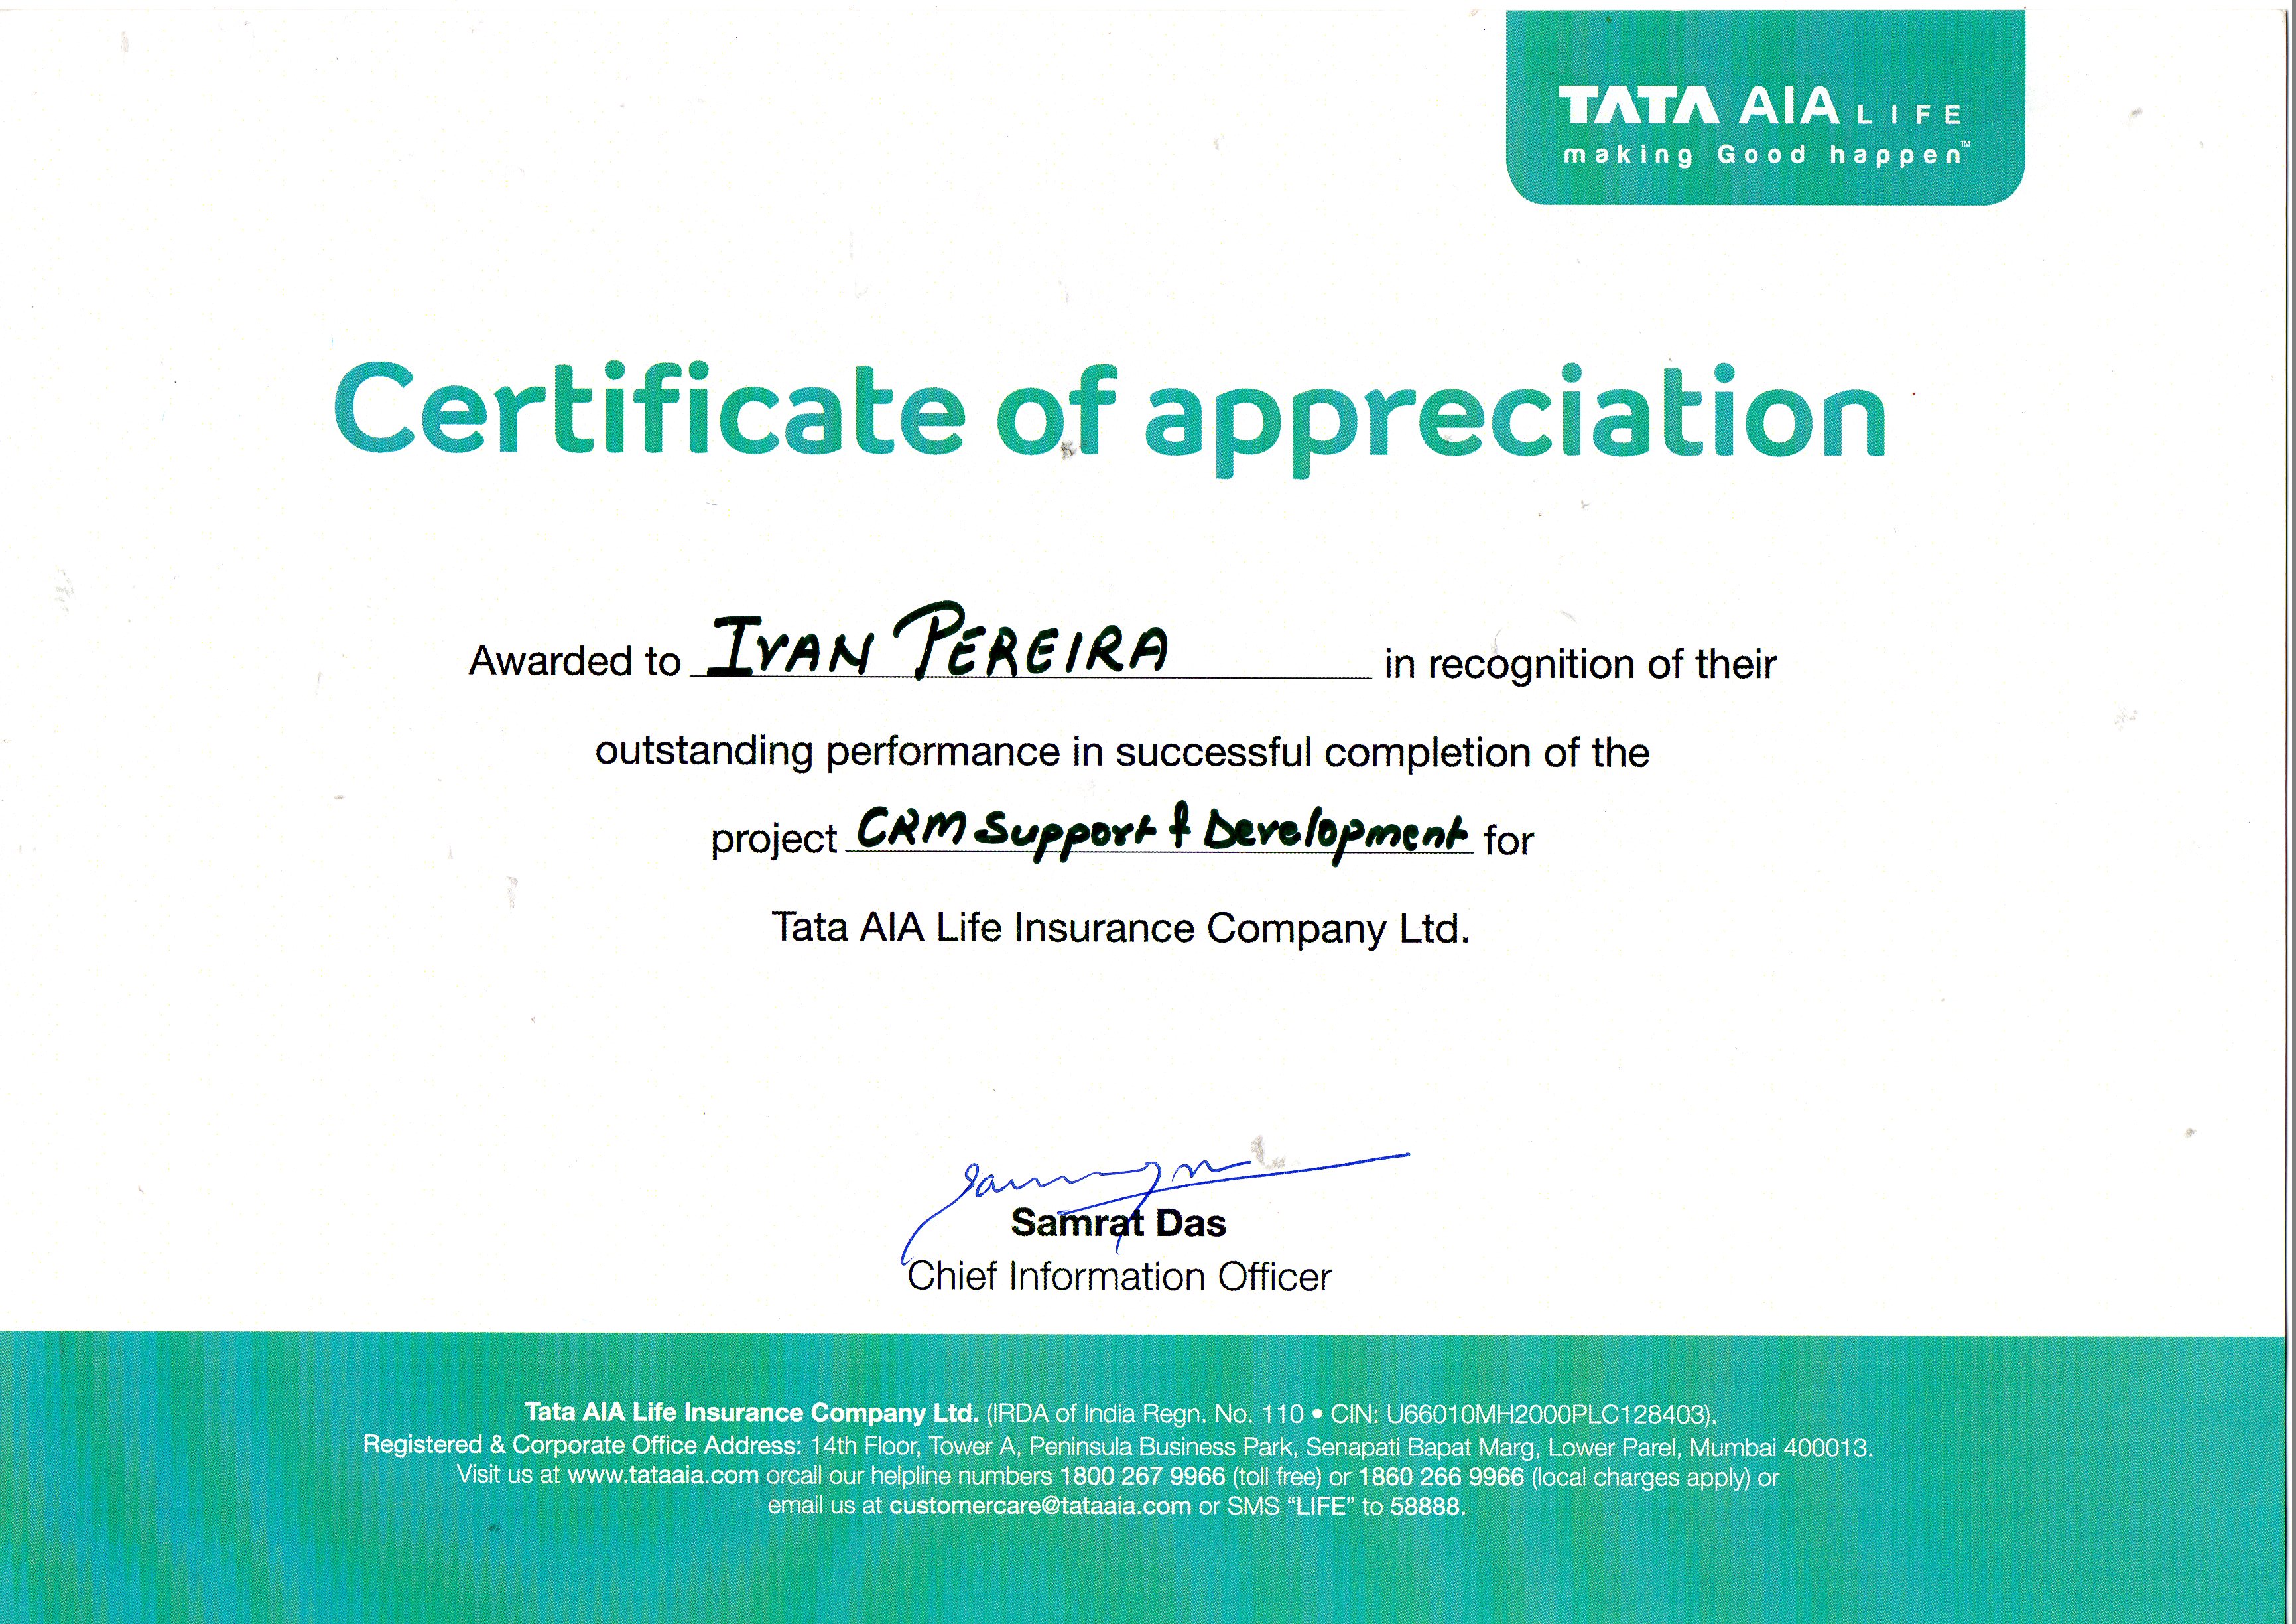 TATA AIA LIFE
making Good happen™
Certificate of appreciation
Awarded to IVAN PEREIRA in recognition of their
outstanding performance in successful completion of the
project CRM Support & Development for
Tata AIA Life Insurance Company Ltd.
Samrat Das
Chief Information Officer
Tata AIA Life Insurance Company Ltd. (IRDA of India Regn. No. 110 • CIN: U66010MH2000PLC128403).
Registered & Corporate Office Address: 14th Floor, Tower A, Peninsula Business Park, Senapati Bapat Marg, Lower Parel, Mumbai 400013.
Visit us at www.tataaia.com orcall our helpline numbers 1800 267 9966 (toll free) or 1860 266 9966 (local charges apply) or
email us at customercare@tataaia.com or SMS “LIFE” to 58888.